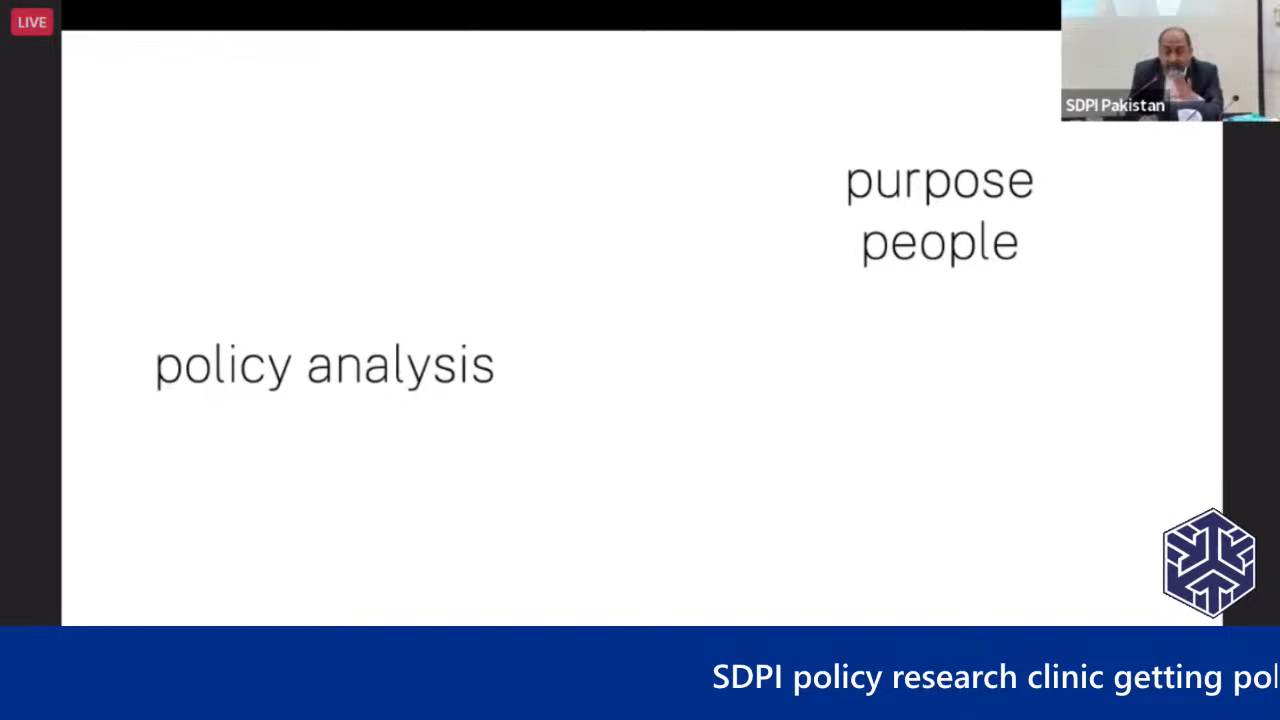 LIVE
SDPI Pakistan
purpose
people
policy analysis
SDPI policy research clinic getting pol